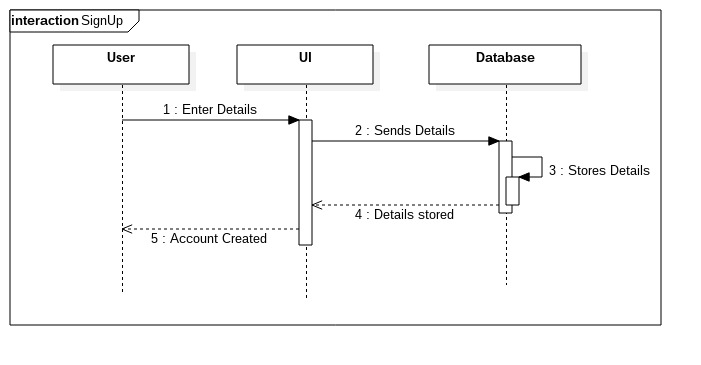 interaction SignUp
User
UI
Database
1 : Enter Details
2 : Sends Details
3 : Stores Details
4 : Details stored
5 : Account Created